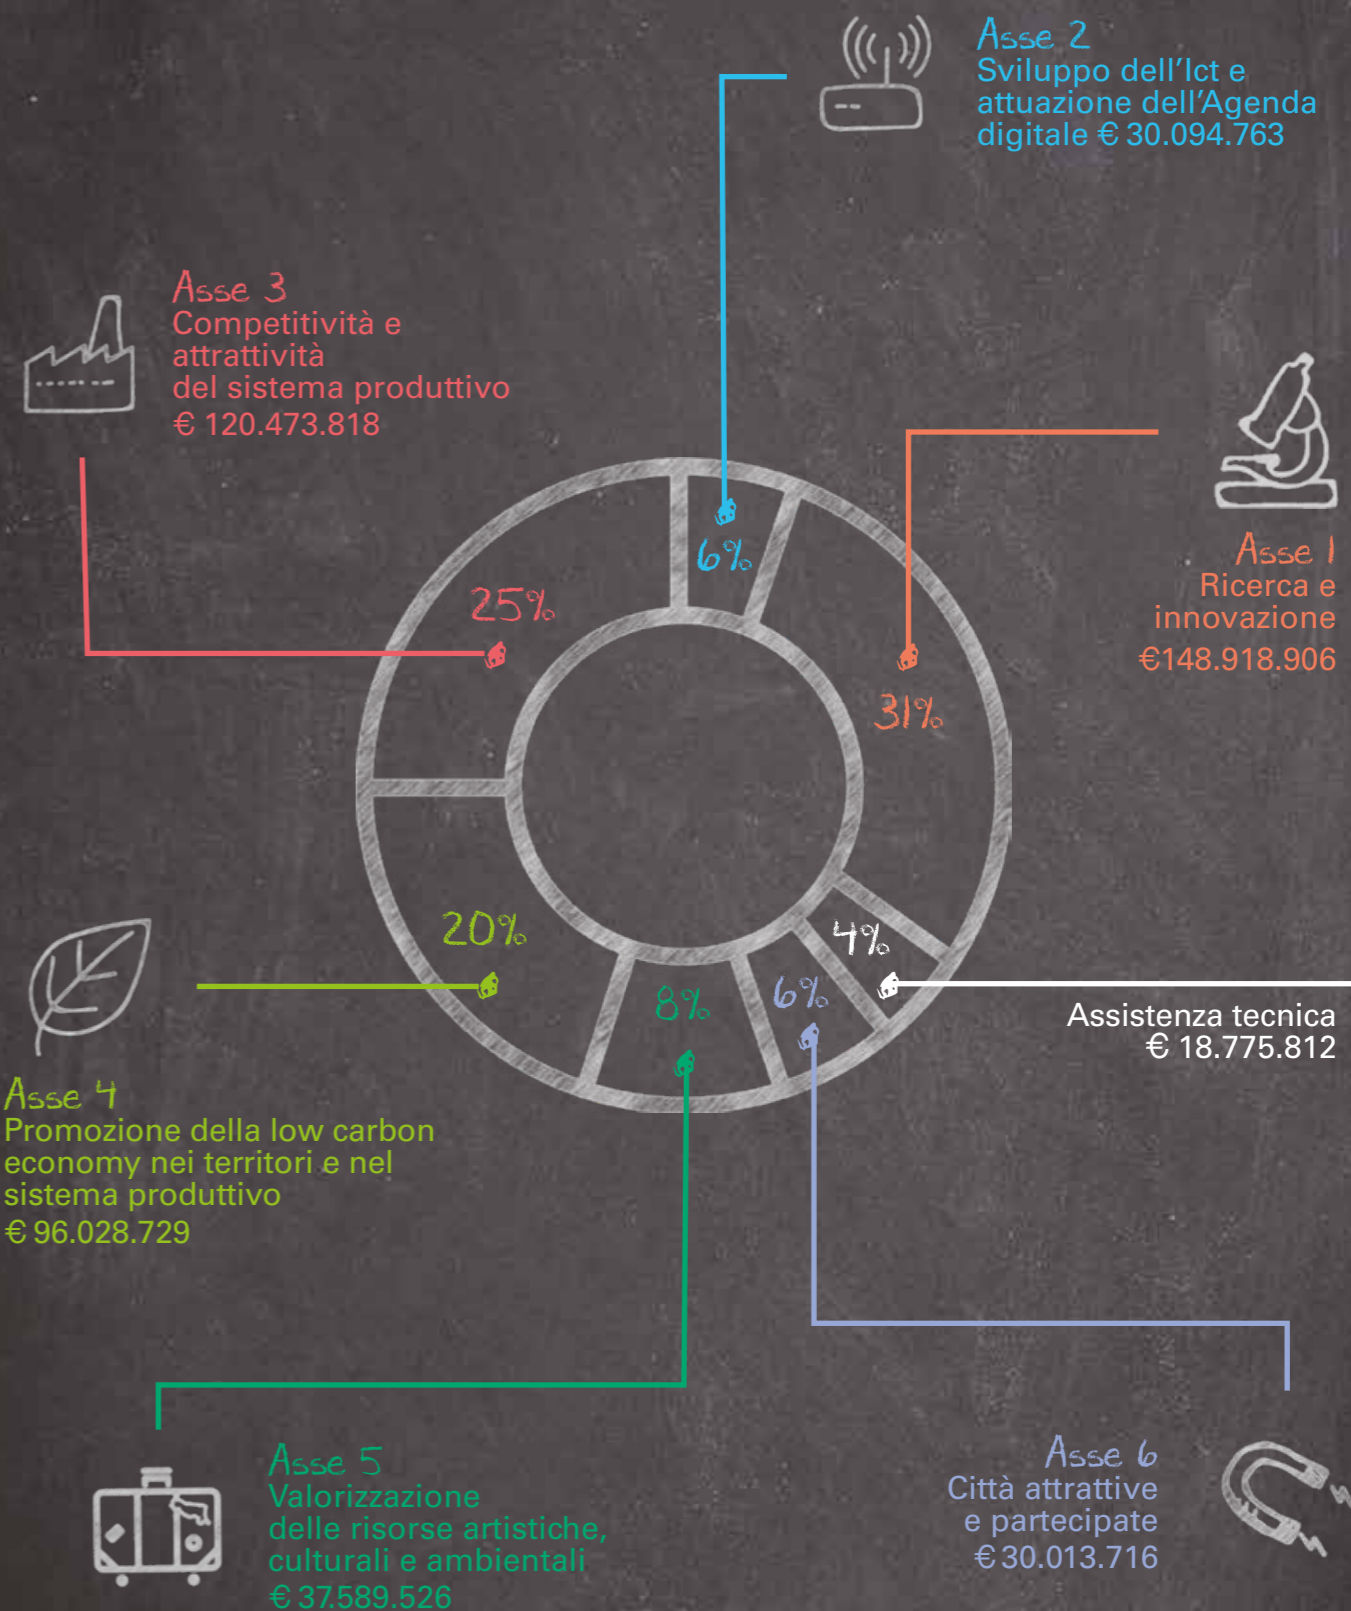 Asse 2
Sviluppo dell'Ict e
attuazione dell'Agenda
digitale € 30.094.763
Asse 3
Competitività e
attrattività
del sistema produttivo
€ 120.473.818
Asse 1
Ricerca e
innovazione
€148.918.906
6%
25%
31%
20%
8%
6%
4%
Assistenza tecnica
€ 18.775.812
Asse 4
Promozione della low carbon
economy nei territori e nel
sistema produttivo
€ 96.028.729
Asse 5
Valorizzazione
delle risorse artistiche,
culturali e ambientali
€ 37.589.526
Asse 6
Città attrattive
e partecipate
€ 30.013.716